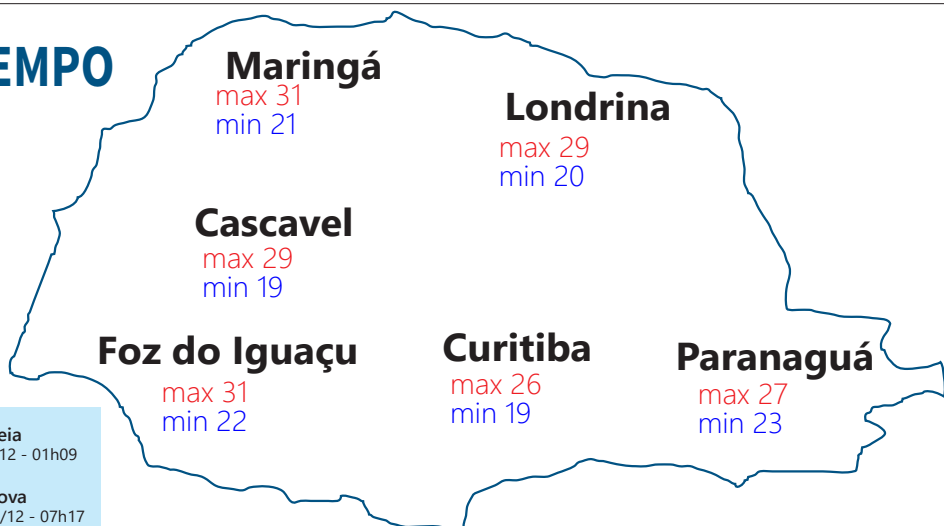 EMPO
Maringá
max 31
min 21
Londrina
max 29
min 20
Cascavel
max 29
min 19
Foz do Iguaçu
max 31
min 22
Curitiba
max 26
min 19
Paranaguá
max 27
min 23
eia
12 - 01h09
ova
/12 - 07h17